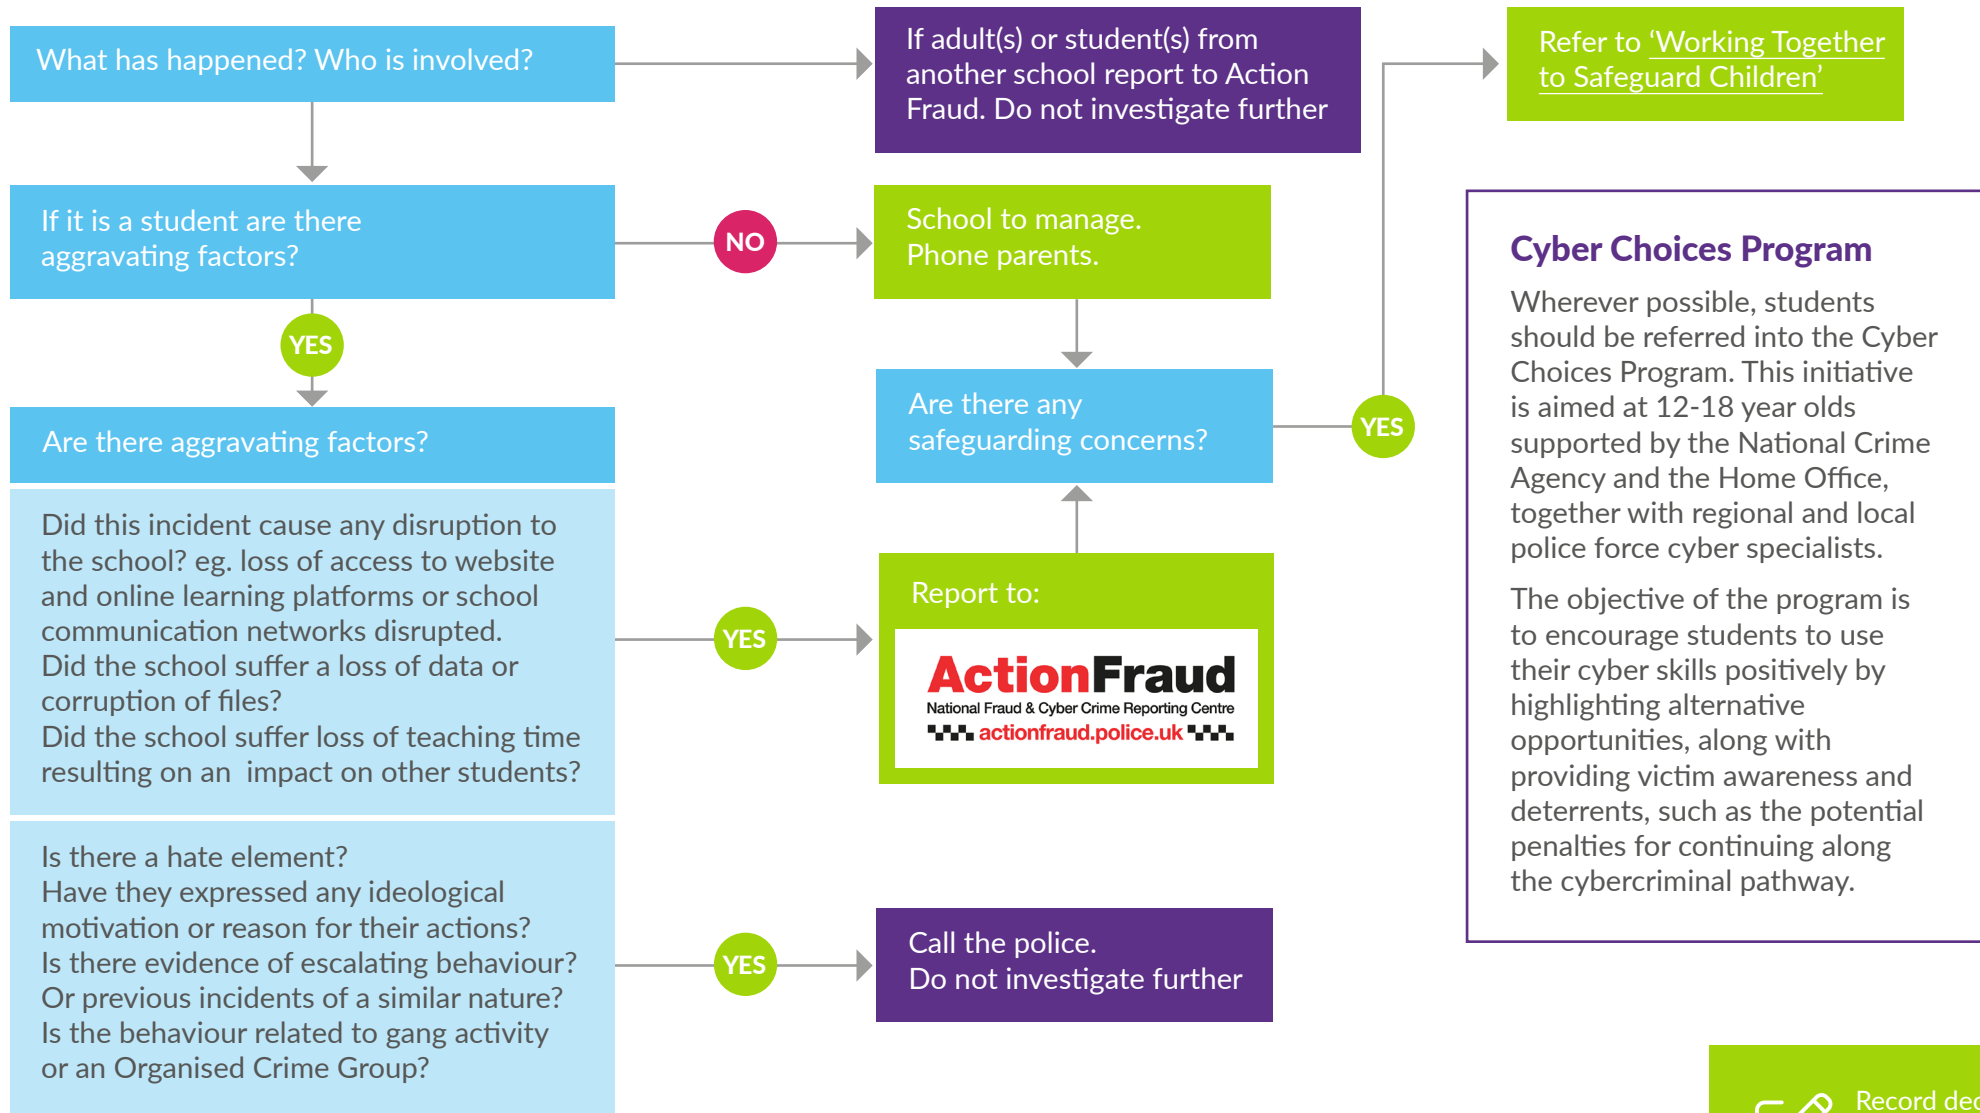 What has happened? Who is involved?
If adult(s) or student(s) from
another school report to Action
Fraud. Do not investigate further
Refer to ‘Working Together
to Safeguard Children’
If it is a student are there
aggravating factors?
NO
School to manage.
Phone parents.
YES
Are there any
safeguarding concerns?
YES
Are there aggravating factors?
Did this incident cause any disruption to
the school? eg. loss of access to website
and online learning platforms or school
communication networks disrupted.
Did the school suffer a loss of data or
corruption of files?
Did the school suffer loss of teaching time
resulting on an  impact on other students?
YES
Report to:
ActionFraud
National Fraud & Cyber Crime Reporting Centre
actionfraud.police.uk
Is there a hate element?
Have they expressed any ideological
motivation or reason for their actions?
Is there evidence of escalating behaviour?
Or previous incidents of a similar nature?
Is the behaviour related to gang activity
or an Organised Crime Group?
YES
Call the police.
Do not investigate further
Cyber Choices Program
Wherever possible, students
should be referred into the Cyber
Choices Program. This initiative
is aimed at 12-18 year olds
supported by the National Crime
Agency and the Home Office,
together with regional and local
police force cyber specialists.
The objective of the program is
to encourage students to use
their cyber skills positively by
highlighting alternative
opportunities, along with
providing victim awareness and
deterrents, such as the potential
penalties for continuing along
the cybercriminal pathway.
Record